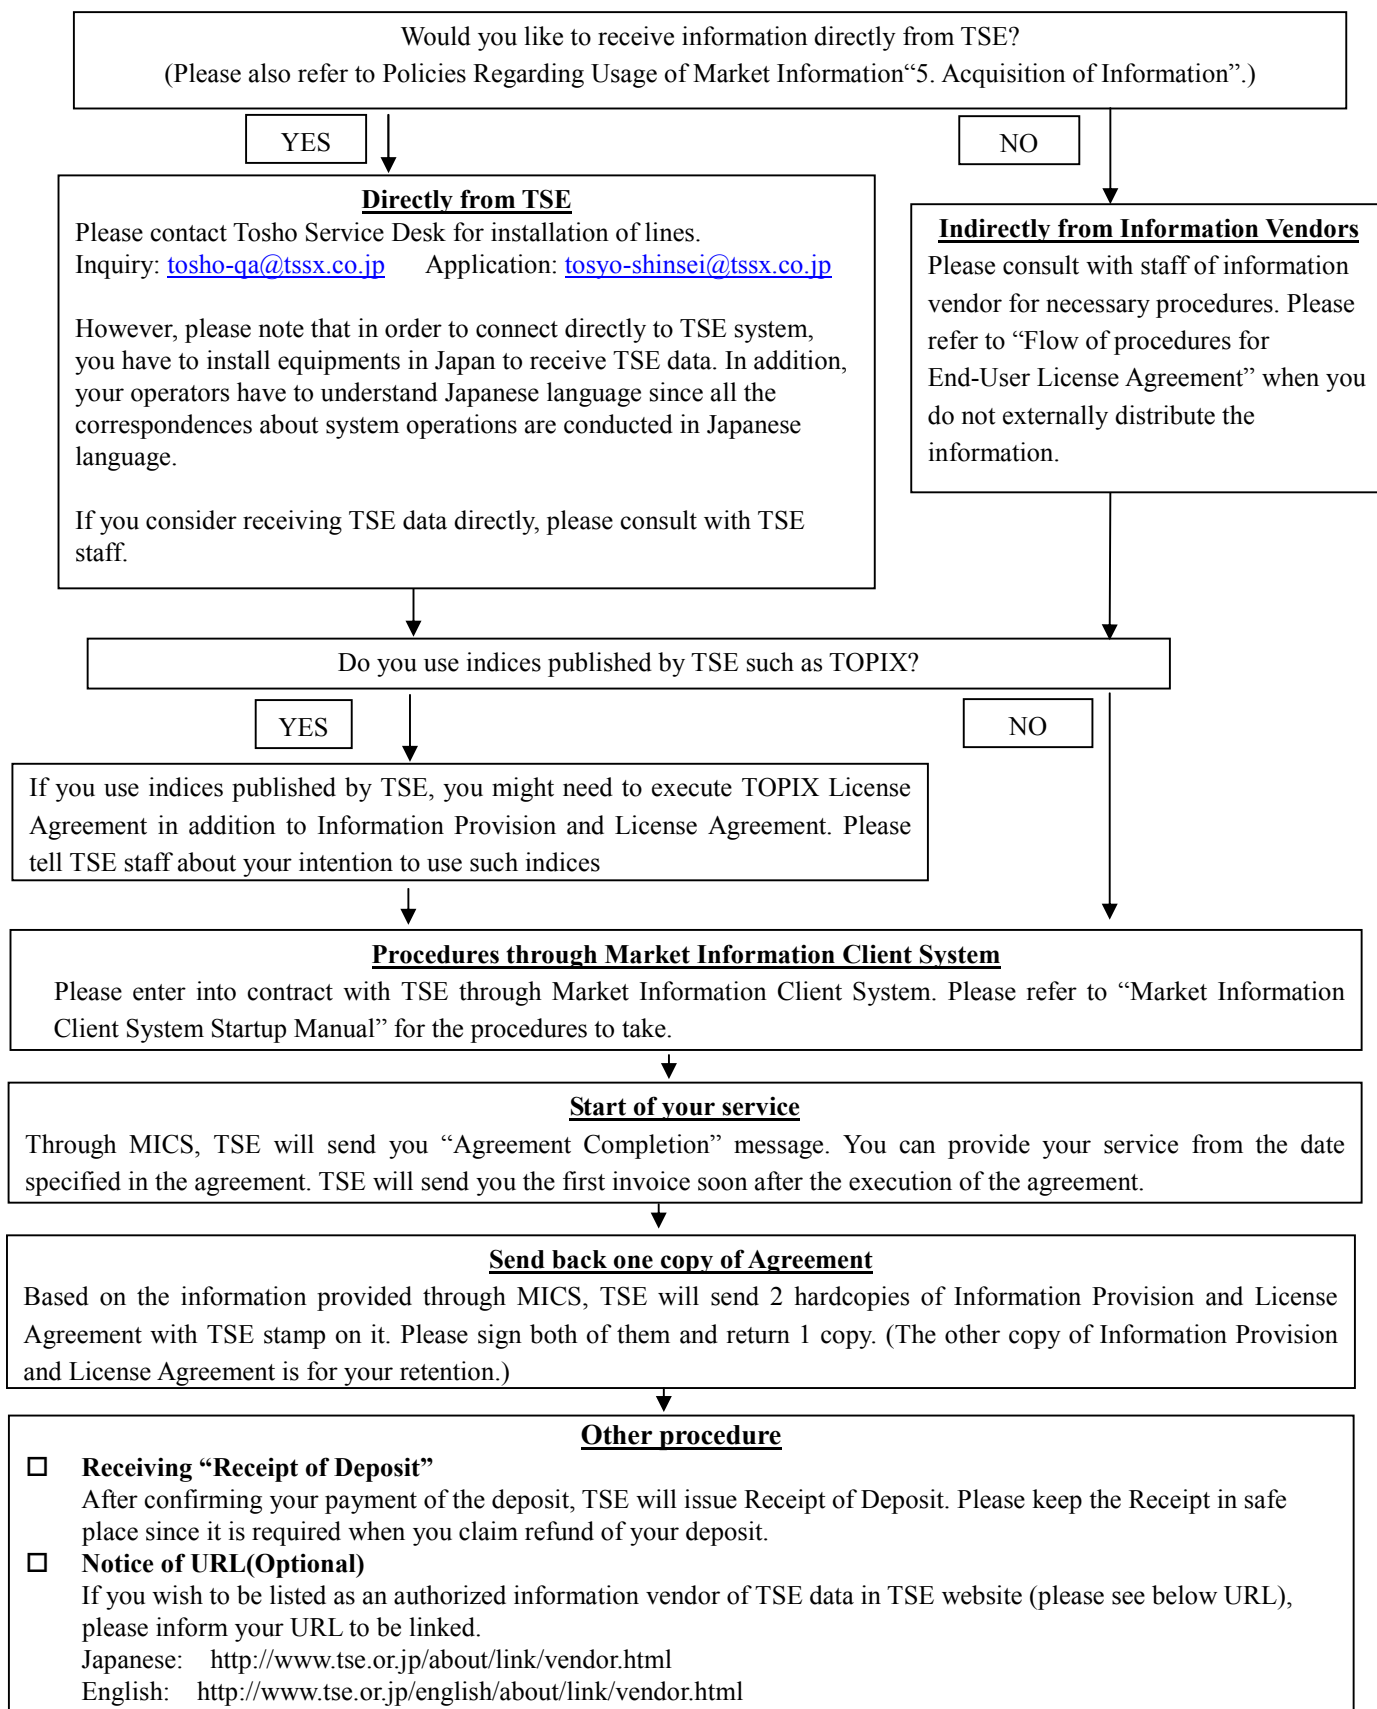 Would you like to receive information directly from TSE?
(Please also refer to Policies Regarding Usage of Market Information“5. Acquisition of Information”.)
YES
NO
Directly from TSE
Please contact Tosho Service Desk for installation of lines.
Inquiry: tosho-qa@tssx.co.jp Application: tosyo-shinsei@tssx.co.jp
However, please note that in order to connect directly to TSE system,
you have to install equipments in Japan to receive TSE data. In addition,
your operators have to understand Japanese language since all the
correspondences about system operations are conducted in Japanese
language.
If you consider receiving TSE data directly, please consult with TSE
staff.
Indirectly from Information Vendors
Please consult with staff of information
vendor for necessary procedures. Please
refer to “Flow of procedures for
End-User License Agreement” when you
do not externally distribute the
information.
Do you use indices published by TSE such as TOPIX?
YES
NO
If you use indices published by TSE, you might need to execute TOPIX License
Agreement in addition to Information Provision and License Agreement. Please
tell TSE staff about your intention to use such indices
Procedures through Market Information Client System
Please enter into contract with TSE through Market Information Client System. Please refer to “Market Information
Client System Startup Manual” for the procedures to take.
Start of your service
Through MICS, TSE will send you “Agreement Completion” message. You can provide your service from the date
specified in the agreement. TSE will send you the first invoice soon after the execution of the agreement.
Send back one copy of Agreement
Based on the information provided through MICS, TSE will send 2 hardcopies of Information Provision and License
Agreement with TSE stamp on it. Please sign both of them and return 1 copy. (The other copy of Information Provision
and License Agreement is for your retention.)
Other procedure
□ Receiving “Receipt of Deposit”
After confirming your payment of the deposit, TSE will issue Receipt of Deposit. Please keep the Receipt in safe
place since it is required when you claim refund of your deposit.
□ Notice of URL(Optional)
If you wish to be listed as an authorized information vendor of TSE data in TSE website (please see below URL),
please inform your URL to be linked.
Japanese: http://www.tse.or.jp/about/link/vendor.html
English: http://www.tse.or.jp/english/about/link/vendor.html